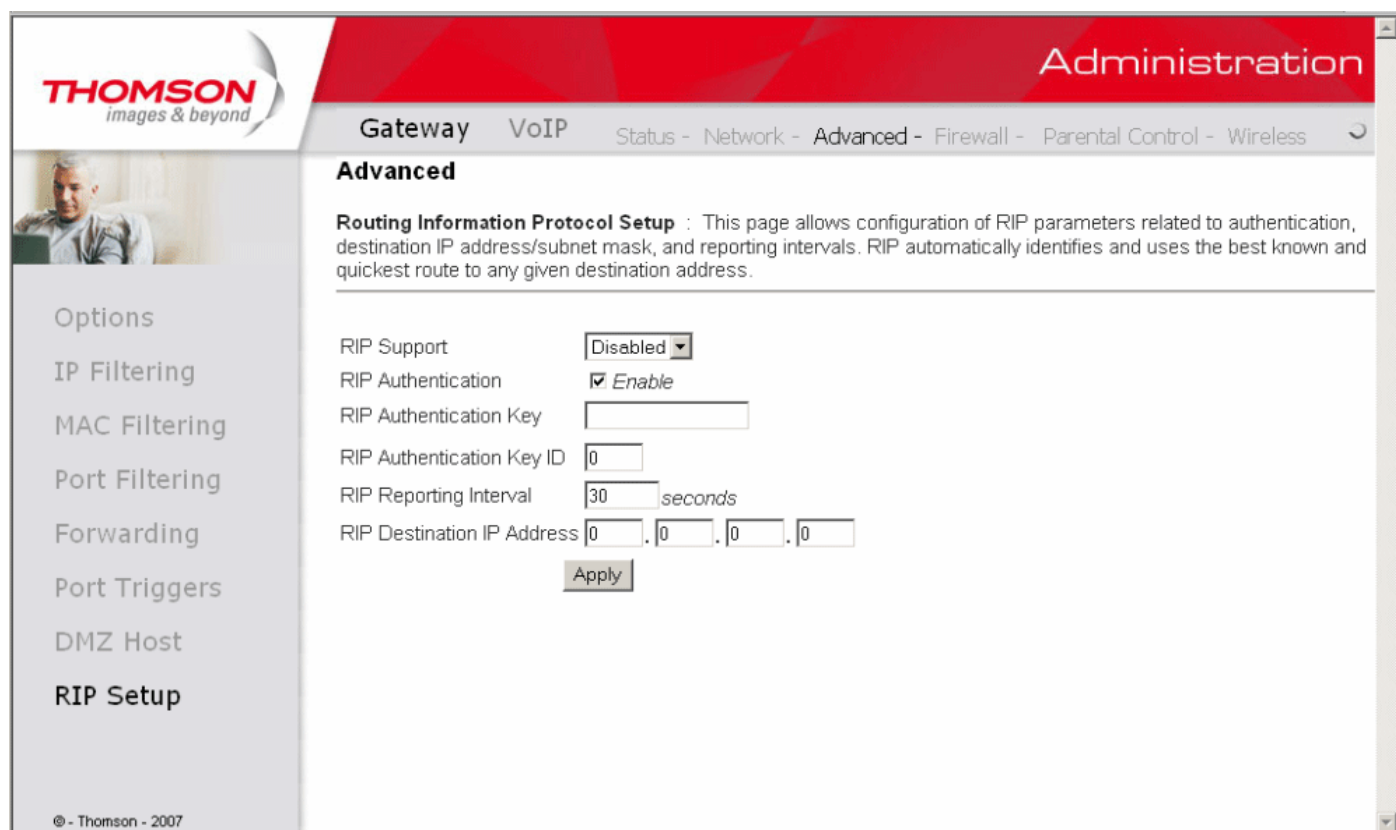 THOMSON
images & beyond
Administration
Gateway VoIP Status - Network - Advanced - Firewall - Parental Control - Wireless
Advanced
Routing Information Protocol Setup : This page allows configuration of RIP parameters related to authentication,
destination IP address/subnet mask, and reporting intervals. RIP automatically identifies and uses the best known and
quickest route to any given destination address.
Options
IP Filtering
MAC Filtering
Port Filtering
Forwarding
Port Triggers
DMZ Host
RIP Setup
RIP Support Disabled
RIP Authentication Enable
RIP Authentication Key
RIP Authentication Key ID 0
RIP Reporting Interval 30 seconds
RIP Destination IP Address 0 . 0 . 0 . 0
Apply
© - Thomson - 2007